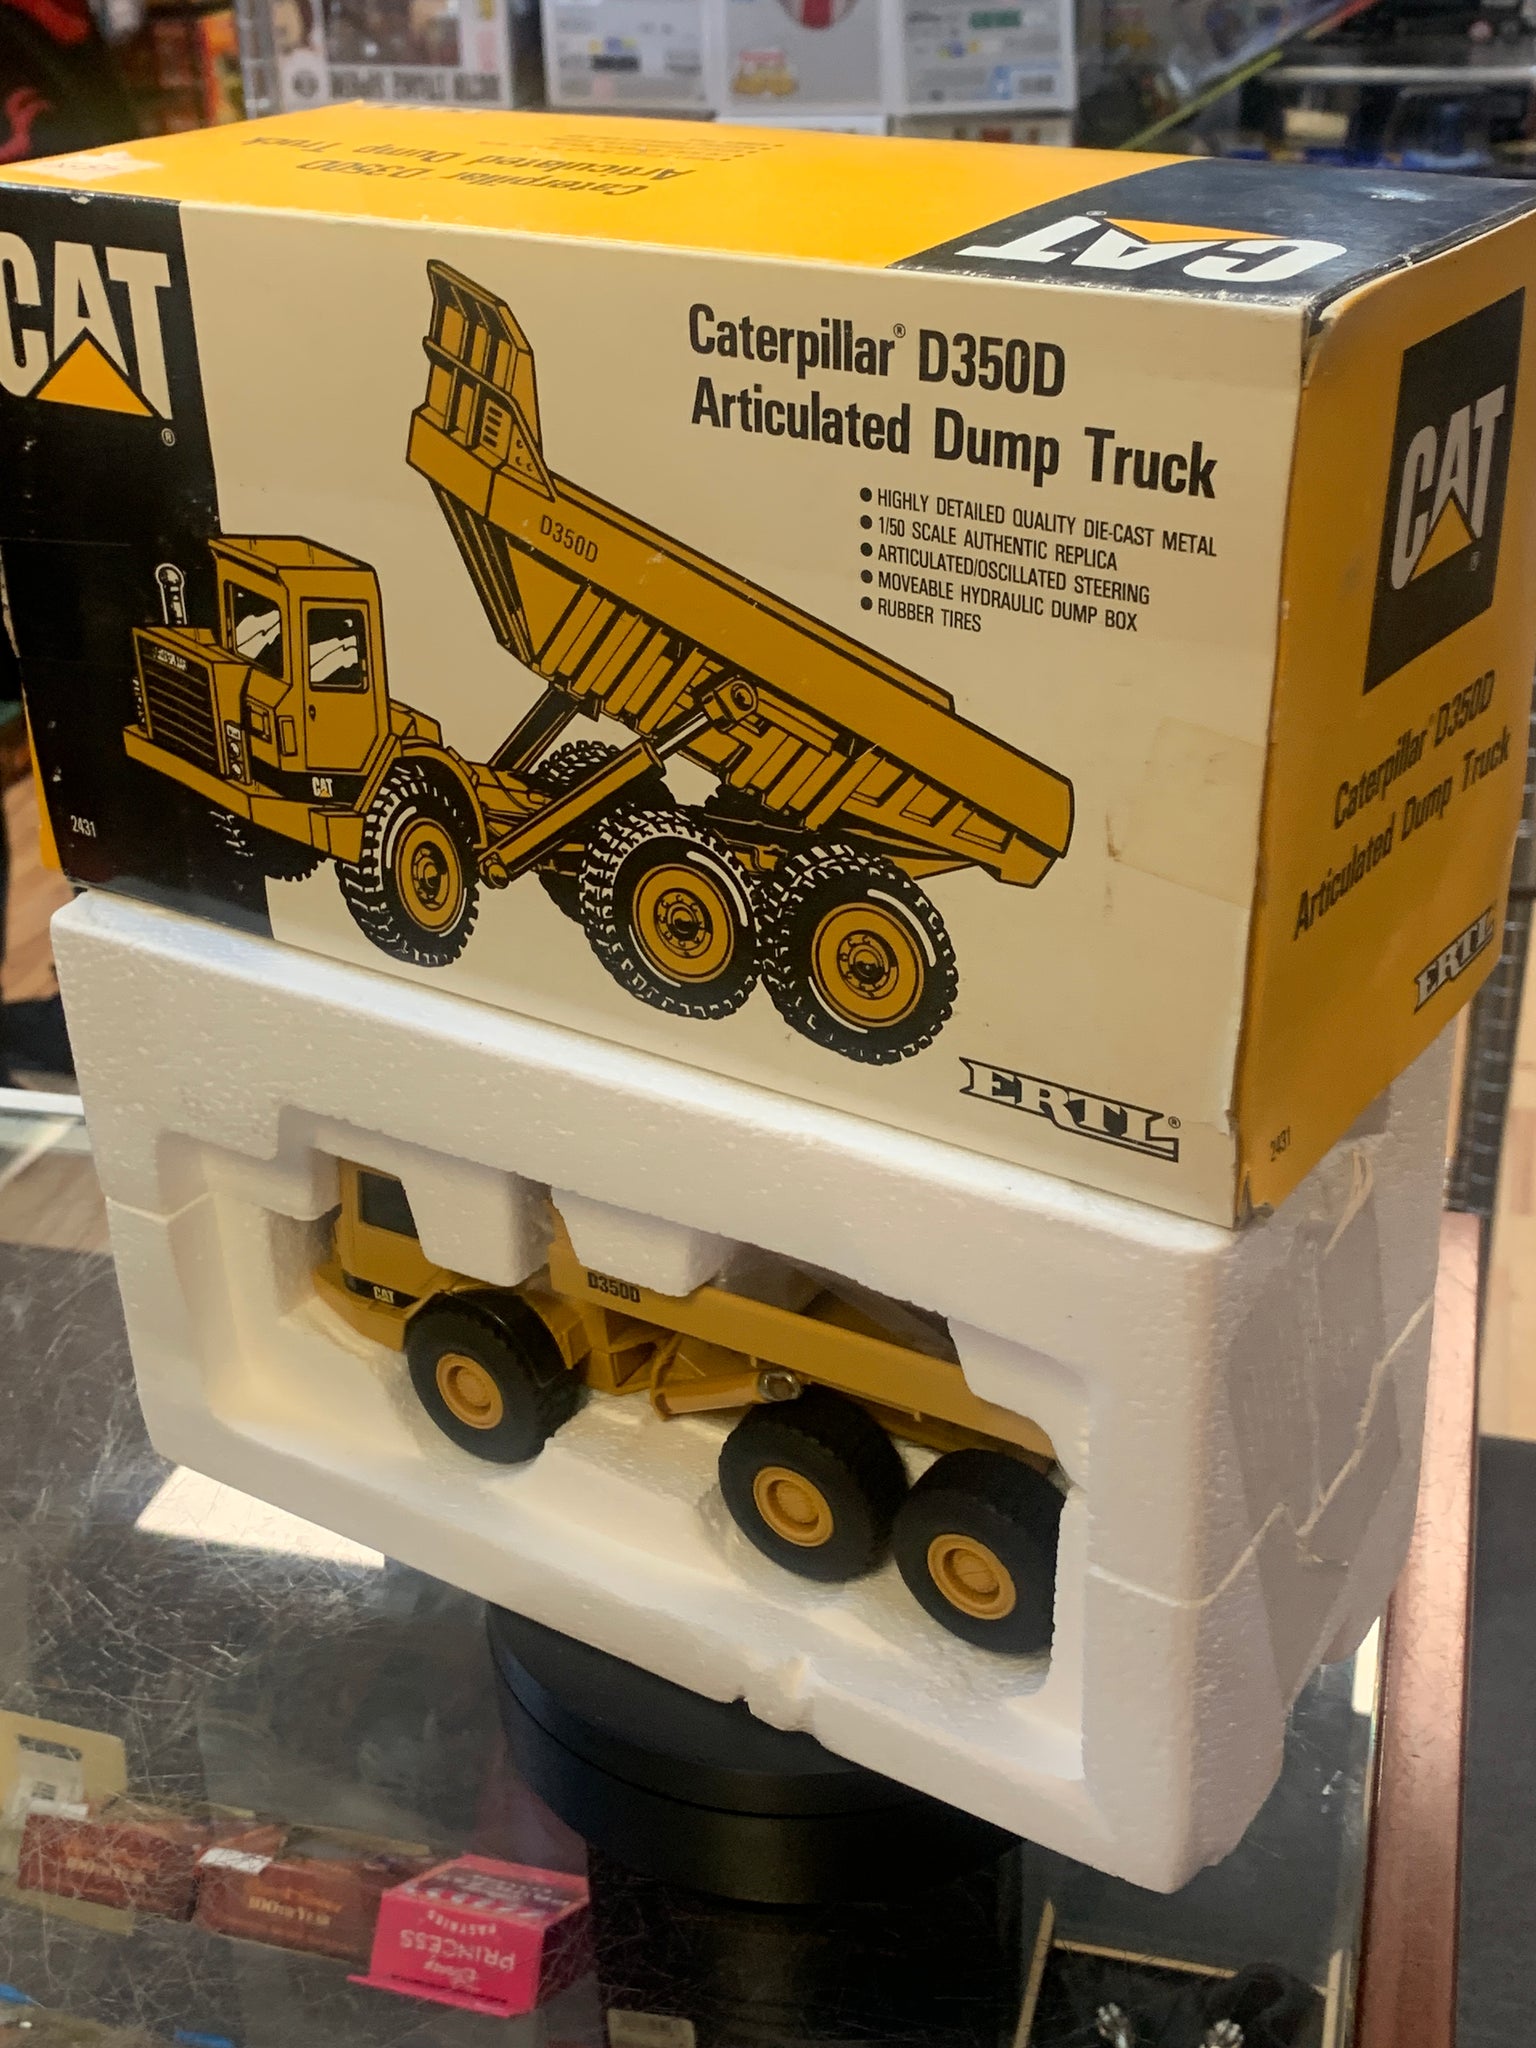 Caterpillar D350D
Articulated Dump Truck
CAT®
CAT®
Caterpillar® D350D
Articulated Dump Truck
● HIGHLY DETAILED QUALITY DIE-CAST METAL
● 1/50 SCALE AUTHENTIC REPLICA
● ARTICULATED/OSCILLATED STEERING
● MOVEABLE HYDRAULIC DUMP BOX
● RUBBER TIRES
D350D
CAT
2431
ERTL®
CAT®
Caterpillar® D350D
Articulated Dump Truck
ERTL
2431
D350D
CAT
Disney
PRINCESS